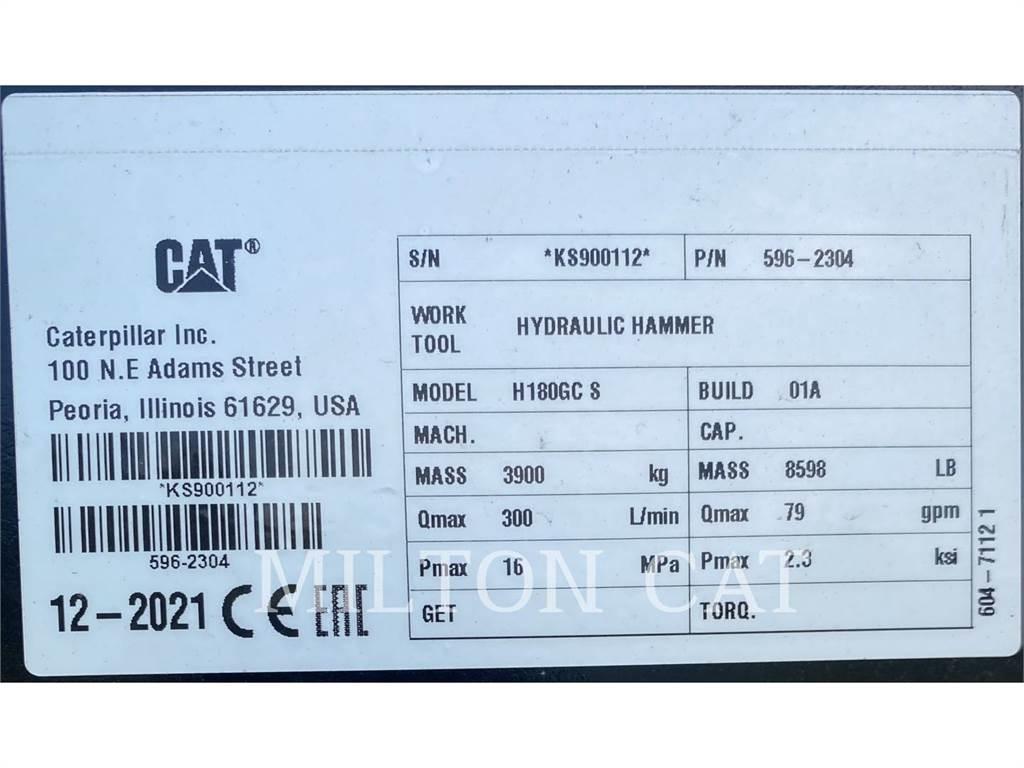 CAT®
Caterpillar Inc.
100 N.E Adams Street
Peoria, Illinois 61629, USA
*KS900112*
596-2304
12-2021 CE EAC
S/N *KS900112* P/N 596-2304
WORK TOOL HYDRAULIC HAMMER
MODEL H180GC S BUILD 01A
MACH. CAP.
MASS 3900 kg MASS 8598 LB
Qmax 300 L/min Qmax 79 gpm
Pmax 16 MPa Pmax 2.3 ksi
GET TORQ.
604-7112 1
MILTON CAT